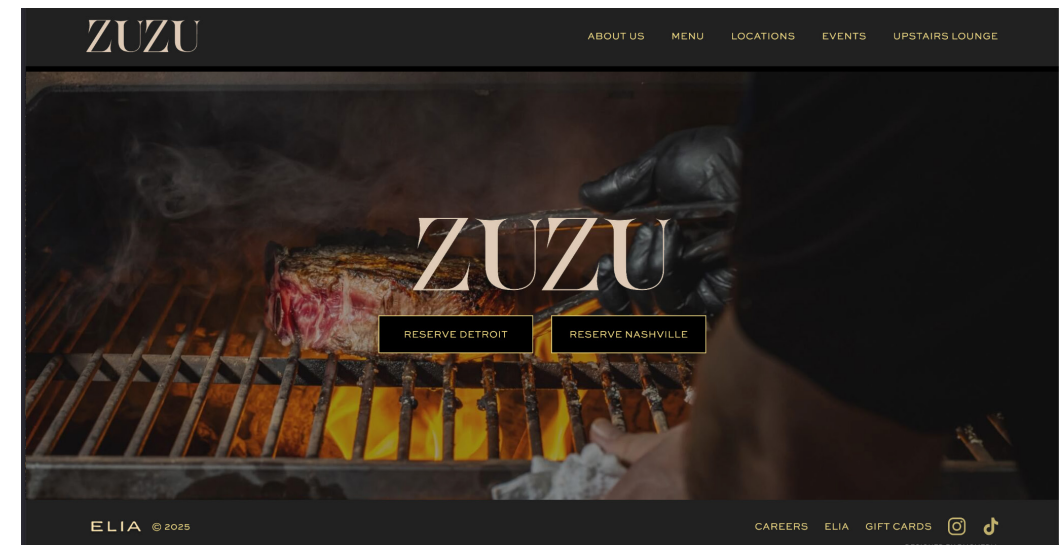 ZUZU
ABOUT US MENU LOCATIONS EVENTS UPSTAIRS LOUNGE
ZUZU
RESERVE DETROIT RESERVE NASHVILLE
ELIA © 2025
CAREERS ELIA GIFT CARDS